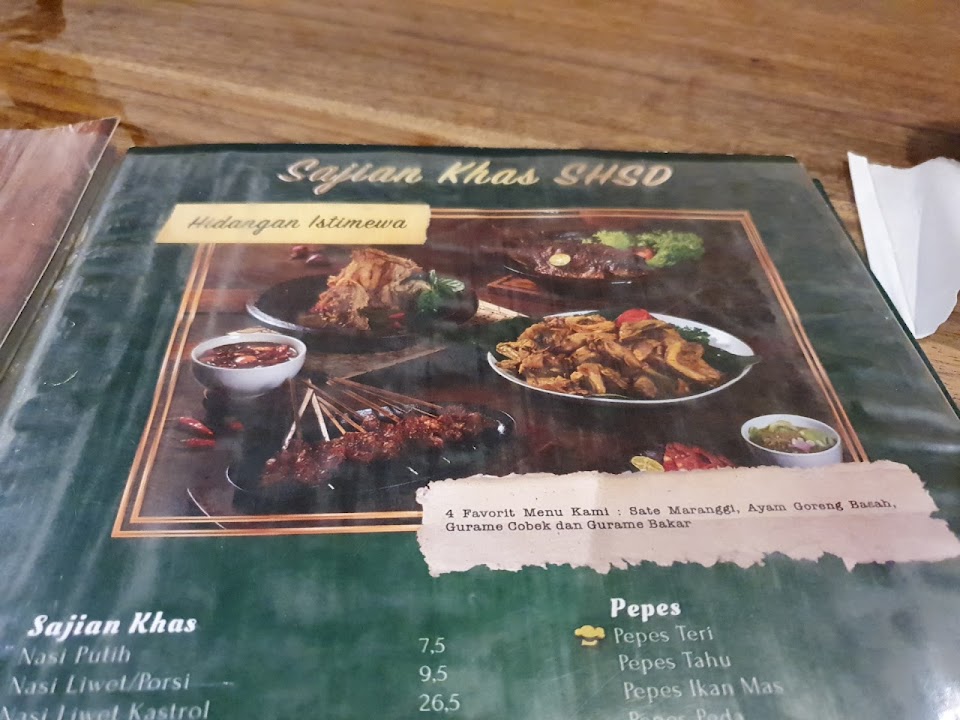 Sajian Khas SHSD
Hidangan Istimewa
4 Favorit Menu Kami : Sate Maranggi, Ayam Goreng Basah,
Gurame Cobek dan Gurame Bakar
Sajian Khas
Nasi Putih 7,5
Nasi Liwet/Porsi 9,5
Nasi Liwet Kastrol 26,5
Pepes
Pepes Teri
Pepes Tahu
Pepes Ikan Mas
Pepes Peda